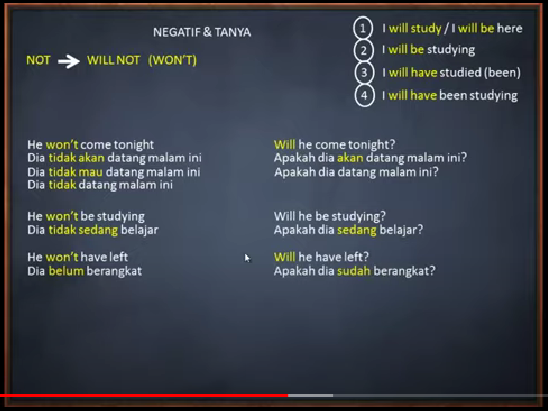 NEGATIF & TANYA
NOT → WILL NOT (WON'T)
1 I will study / I will be here
2 I will be studying
3 I will have studied (been)
4 I will have been studying
He won't come tonight
Dia tidak akan datang malam ini
Dia tidak mau datang malam ini
Dia tidak datang malam ini
Will he come tonight?
Apakah dia akan datang malam ini?
Apakah dia datang malam ini?
He won't be studying
Dia tidak sedang belajar
Will he be studying?
Apakah dia sedang belajar?
He won't have left
Dia belum berangkat
Will he have left?
Apakah dia sudah berangkat?